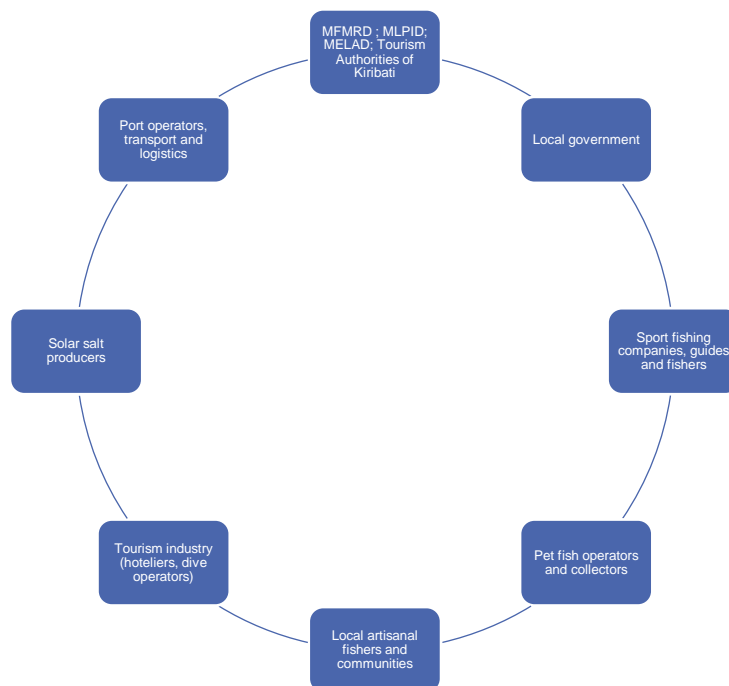 MFMRD ; MLPID;
MELAD; Tourism
Authorities of
Kiribati
Local government
Sport fishing
companies, guides
and fishers
Pet fish operators
and collectors
Local artisanal
fishers and
communities
Tourism industry
(hoteliers, dive
operators)
Solar salt
producers
Port operators,
transport and
logistics